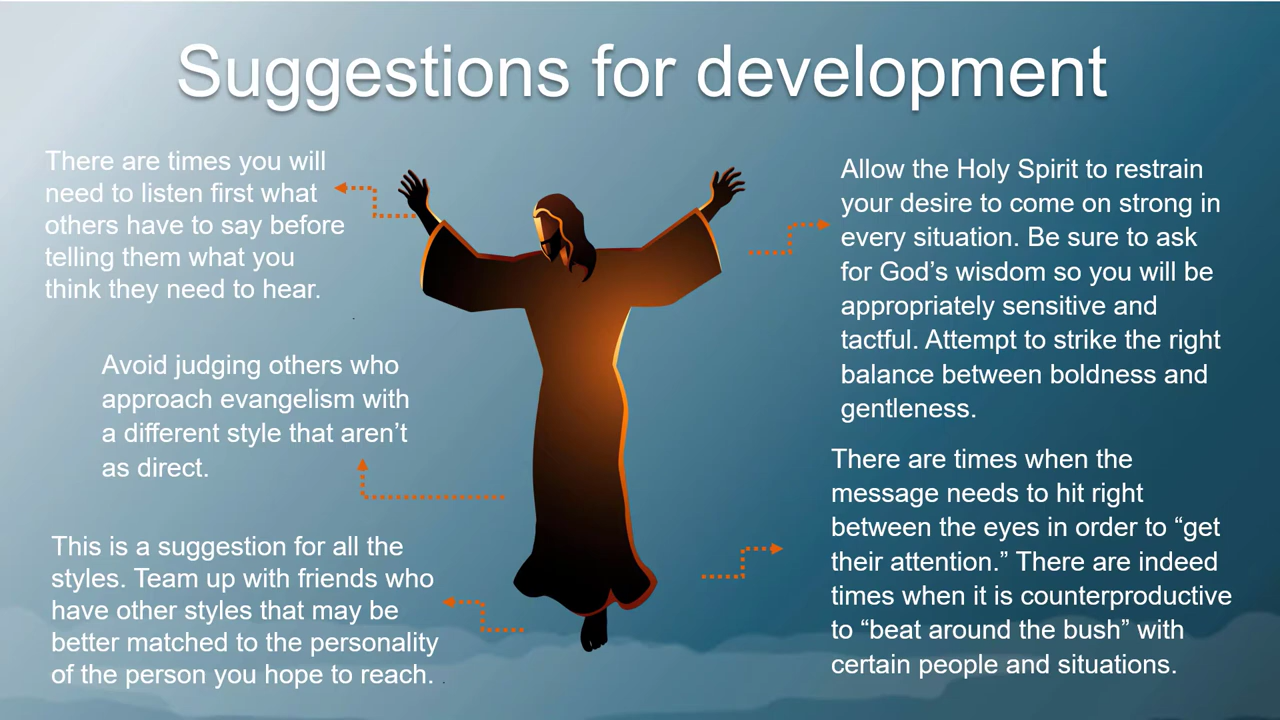 Suggestions for development
There are times you will
need to listen first what
others have to say before
telling them what you
think they need to hear.
Avoid judging others who
approach evangelism with
a different style that aren’t
as direct.
This is a suggestion for all the
styles. Team up with friends who
have other styles that may be
better matched to the personality
of the person you hope to reach.
Allow the Holy Spirit to restrain
your desire to come on strong in
every situation. Be sure to ask
for God’s wisdom so you will be
appropriately sensitive and
tactful. Attempt to strike the right
balance between boldness and
gentleness.
There are times when the
message needs to hit right
between the eyes in order to “get
their attention.” There are indeed
times when it is counterproductive
to “beat around the bush” with
certain people and situations.